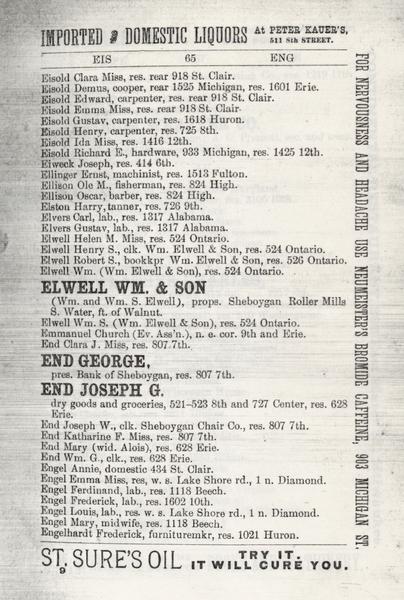 IMPORTED & DOMESTIC LIQUORS At PETER KAUER'S,
511 8th STREET.
EIS 65 ENG
Eisold Clara Miss, res. rear 918 St. Clair.
Eisold Demus, cooper, rear 1525 Michigan, res. 1601 Erie.
Eisold Edward, carpenter, res. rear 918 St. Clair.
Eisold Emma Miss, res. rear 918 St. Clair.
Eisold Gustav, carpenter, res. 1618 Huron.
Eisold Henry, carpenter, res. 725 8th.
Eisold Ida Miss, res. 1416 12th.
Eisold Richard E., hardware, 933 Michigan, res. 1425 12th.
Eiweck Joseph, res. 414 6th.
Ellinger Ernst, machinist, res. 1513 Fulton.
Ellison Ole M., fisherman, res. 824 High.
Ellison Oscar, barber, res. 824 High.
Elston Harry, tanner, res. 726 9th.
Elvers Carl, lab., res. 1317 Alabama.
Elvers Gustav, lab., res. 1317 Alabama.
Elwell Helen M. Miss, res. 524 Ontario.
Elwell Henry S., clk. Wm. Elwell & Son, res. 524 Ontario.
Elwell Robert S., bookkpr Wm. Elwell & Son, res. 526 Ontario.
Elwell Wm. (Wm. Elwell & Son), res. 524 Ontario.
ELWELL WM. & SON
(Wm. and Wm. S. Elwell), props. Sheboygan Roller Mills
S. Water, ft. of Walnut.
Elwell Wm. S. (Wm. Elwell & Son), res. 524 Ontario.
Emmanuel Church (Ev. Ass'n.), n. e. cor. 9th and Erie.
End Clara J. Miss, res. 807 7th.
END GEORGE,
pres. Bank of Sheboygan, res. 807 7th.
END JOSEPH G.
dry goods and groceries, 521-523 8th and 727 Center, res. 628
Erie.
End Joseph W., clk. Sheboygan Chair Co., res. 807 7th.
End Katharine F. Miss, res. 807 7th.
End Mary (wid. Alois), res. 628 Erie.
End Wm. G., clk., res. 628 Erie.
Engel Annie, domestic 434 St. Clair.
Engel Emma Miss, res, w. s. Lake Shore rd., 1 n. Diamond.
Engel Ferdinand, lab., res. 1118 Beech.
Engel Frederick, lab., res. 1602 10th.
Engel Louis, lab., res. w. s. Lake Shore rd., 1 n. Diamond.
Engel Mary, midwife, res. 1118 Beech.
Engelhardt Frederick, furnituremkr, res. 1021 Huron.
ST. SURE'S OIL TRY IT.
IT WILL CURE YOU.
9
FOR NERVOUSNESS AND HEADACHE USE NEUMEISTER'S BROMIDE CAFFEINE, 903 MICHIGAN ST.